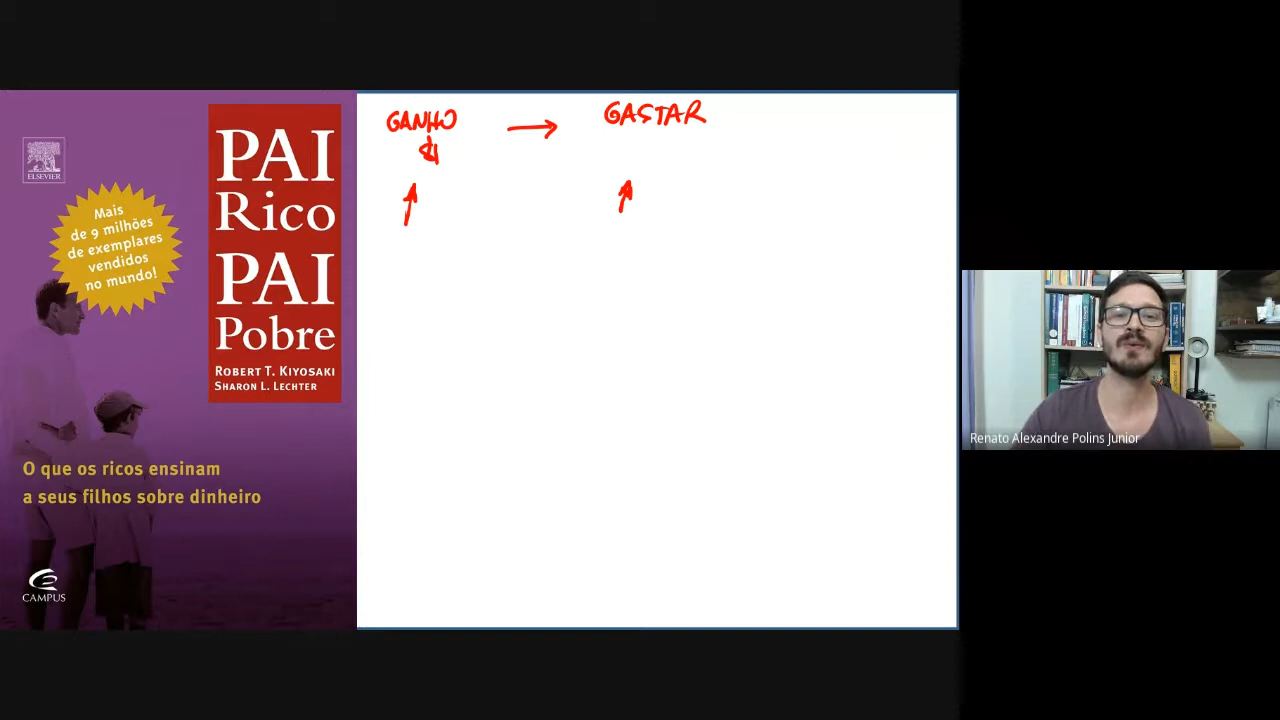 ELSEVIER
Mais
de 9 milhões
de exemplares
vendidos
no mundo!
PAI
Rico
PAI
Pobre
ROBERT T. KIYOSAKI
SHARON L. LECHTER
O que os ricos ensinam
a seus filhos sobre dinheiro
CAMPUS
GANHO → GASTAR
$
↑ ↑
Renato Alexandre Polins Junior